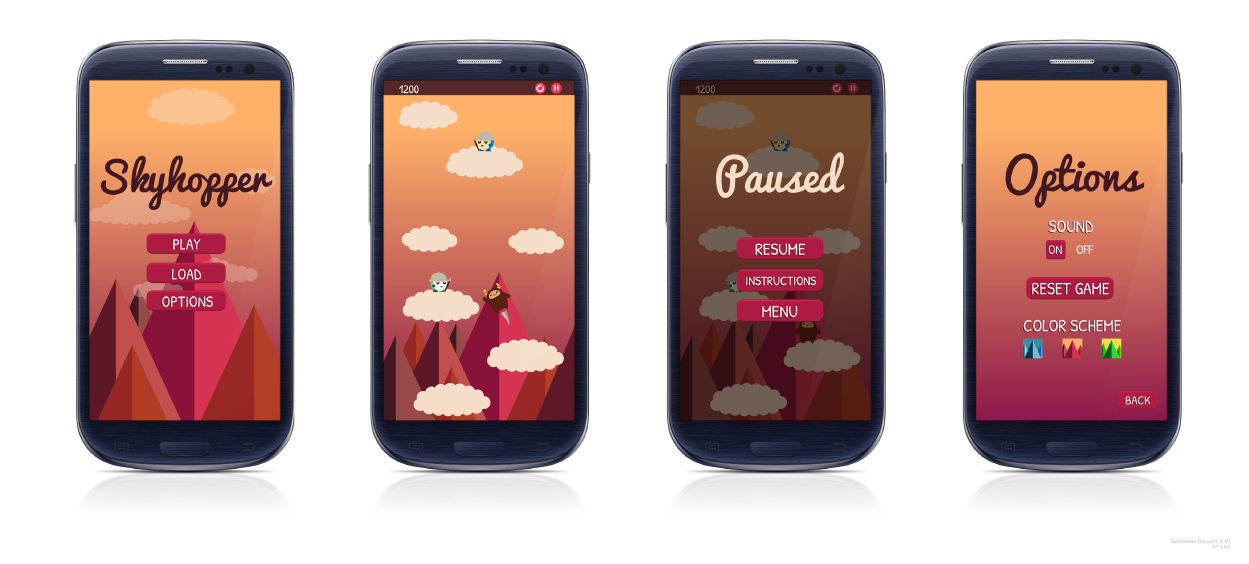 Skyhopper
PLAY
LOAD
OPTIONS
1200
1200
Paused
RESUME
INSTRUCTIONS
MENU
Options
SOUND
ON OFF
RESET GAME
COLOR SCHEME
BACK
SAMSUNG GALAXY S III